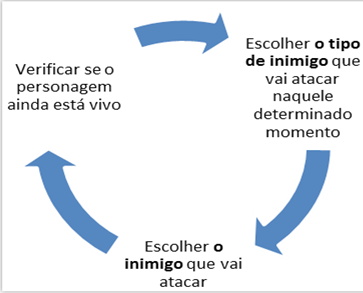 Verificar se o
personagem
ainda está vivo
Escolher o tipo
de inimigo que
vai atacar
naquele
determinado
momento
Escolher o
inimigo que vai
atacar